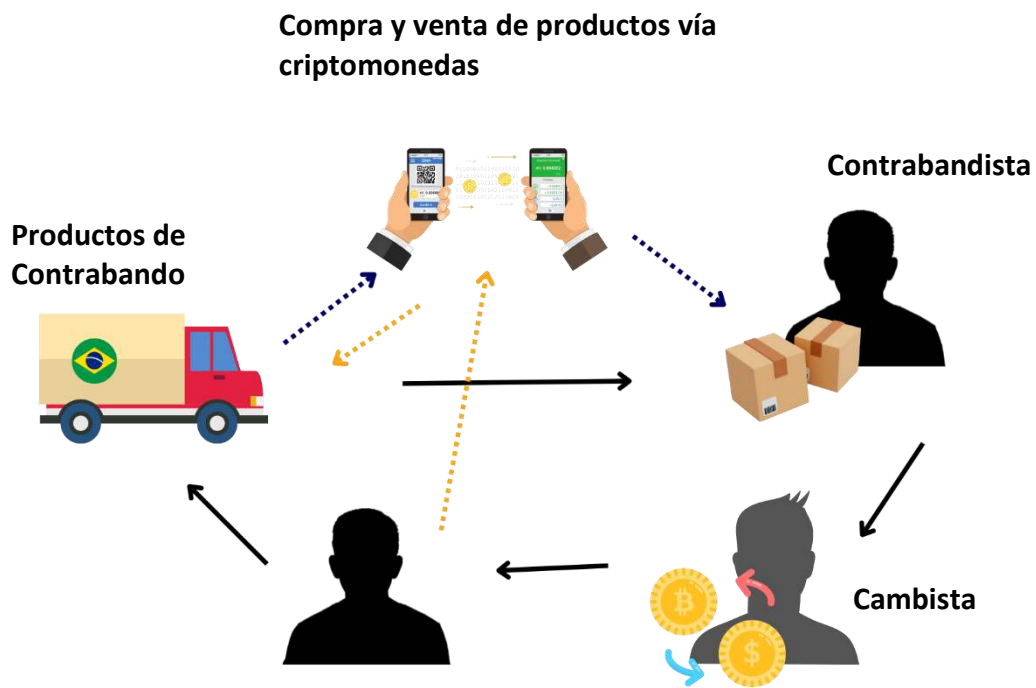 Compra y venta de productos vía
criptomonedas
Contrabandista
Productos de
Contrabando
Cambista